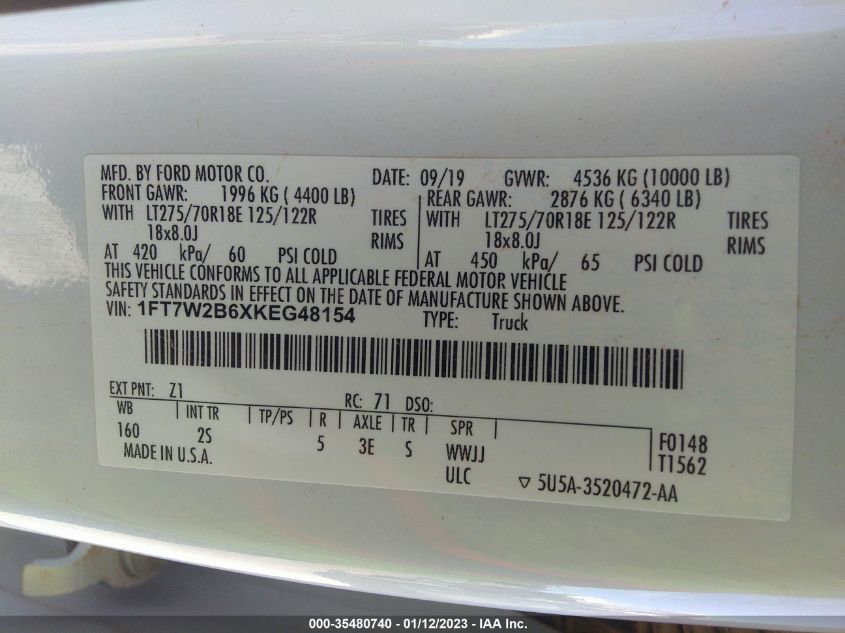 MFD. BY FORD MOTOR CO. DATE: 09/19 GVWR: 4536 KG (10000 LB)
FRONT GAWR: 1996 KG ( 4400 LB) REAR GAWR: 2876 KG ( 6340 LB)
WITH LT275/70R18E 125/122R TIRES WITH LT275/70R18E 125/122R TIRES
18x8.0J RIMS 18x8.0J RIMS
AT 420 kPa/ 60 PSI COLD AT 450 kPa/ 65 PSI COLD
THIS VEHICLE CONFORMS TO ALL APPLICABLE FEDERAL MOTOR VEHICLE
SAFETY STANDARDS IN EFFECT ON THE DATE OF MANUFACTURE SHOWN ABOVE.
VIN: 1FT7W2B6XKEG48154 TYPE: Truck
EXT PNT: Z1 RC: 71 DSO:
WB | INT TR | TP/PS | R | AXLE | TR | SPR | F0148
160 2S 5 3E S WWJJ T1562
MADE IN U.S.A. ULC ▽ 5U5A-3520472-AA
000-35480740 - 01/12/2023 - IAA Inc.